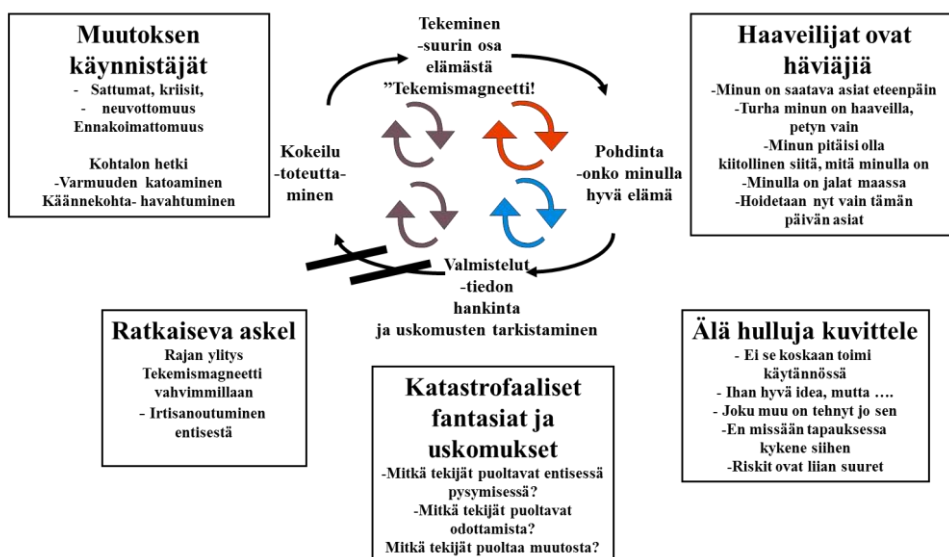 Muutoksen
käynnistäjät
- Sattumat, kriisit,
- neuvottomuus
Ennakoimattomuus
Kohtalon hetki
-Varmuuden katoaminen
Käännekohta- havahtuminen
Tekeminen
-suurin osa
elämästä
”Tekemismagneetti!
Haaveilijat ovat
häviäjiä
-Minun on saatava asiat eteenpäin
-Turha minun on haaveilla,
petyn vain
-Minun pitäisi olla
kiitollinen siitä, mitä minulla on
-Minulla on jalat maassa
-Hoidetaan nyt vain tämän
päivän asiat
Kokeilu
-toteutta-
minen
Pohdinta
-onko minulla
hyvä elämä
Valmistelut
-tiedon
hankinta
ja uskomusten tarkistaminen
Ratkaiseva askel
Rajan ylitys
Tekemismagneetti
vahvimmillaan
- Irtisanoutuminen
entisestä
Katastrofaaliset
fantasiat ja
uskomukset
-Mitkä tekijät puoltavat entisessä
pysymisessä?
-Mitkä tekijät puoltavat
odottamista?
Mitkä tekijät puoltaa muutosta?
Älä hulluja kuvittele
- Ei se koskaan toimi
käytännössä
- Ihan hyvä idea, mutta ….
- Joku muu on tehnyt jo sen
-En missään tapauksessa
kykene siihen
-Riskit ovat liian suuret